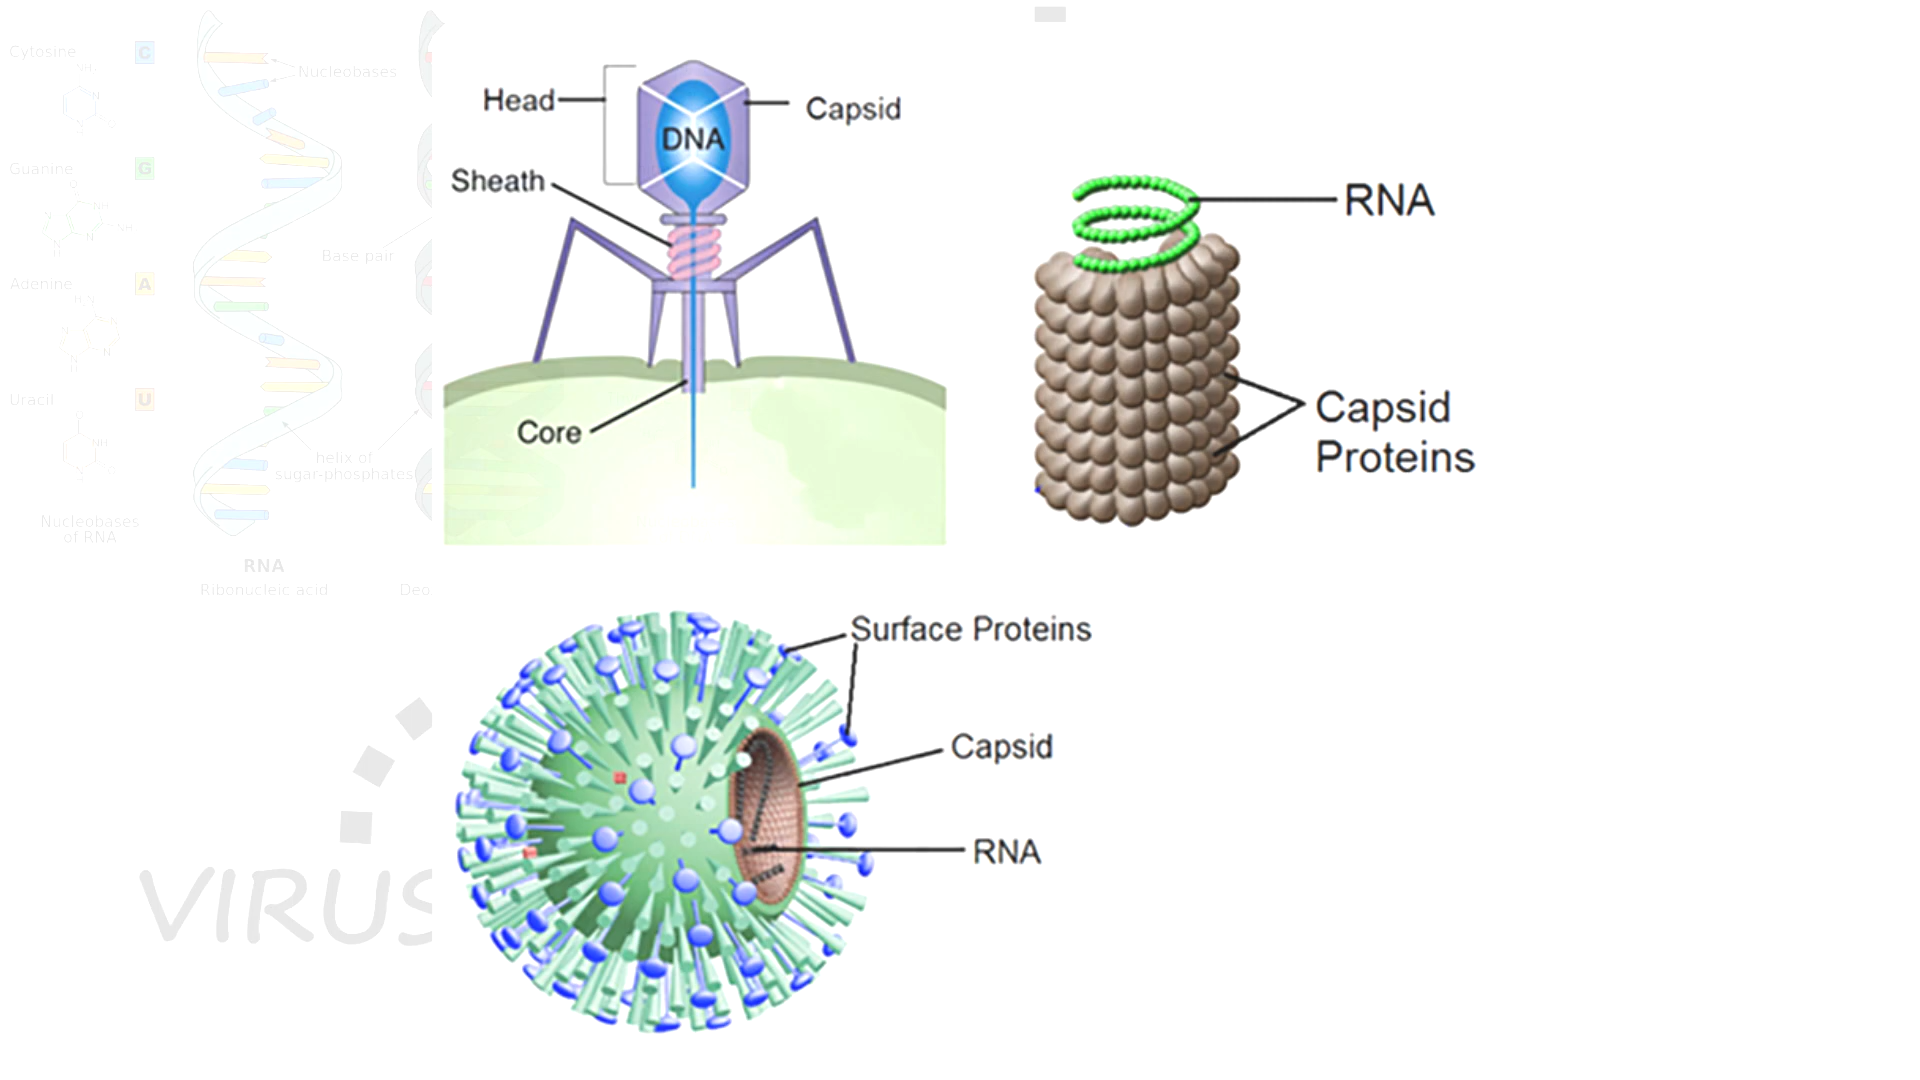 Cytosine
C
Nucleobases
Guanine
G
Base pair
Adenine
A
Uracil
U
helix of
sugar-phosphates
Nucleobases
of RNA
RNA
Ribonucleic acid
Deo
VIRUS
Head
Capsid
DNA
Sheath
Core
RNA
Capsid
Proteins
Surface Proteins
Capsid
RNA